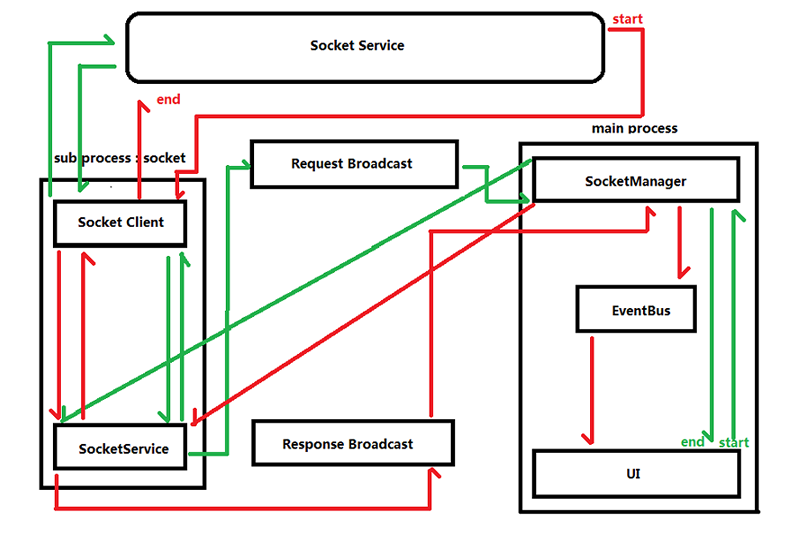 start
Socket Service
end
main process
sub process : socket
Request Broadcast
SocketManager
Socket Client
EventBus
Response Broadcast
end
start
SocketService
UI